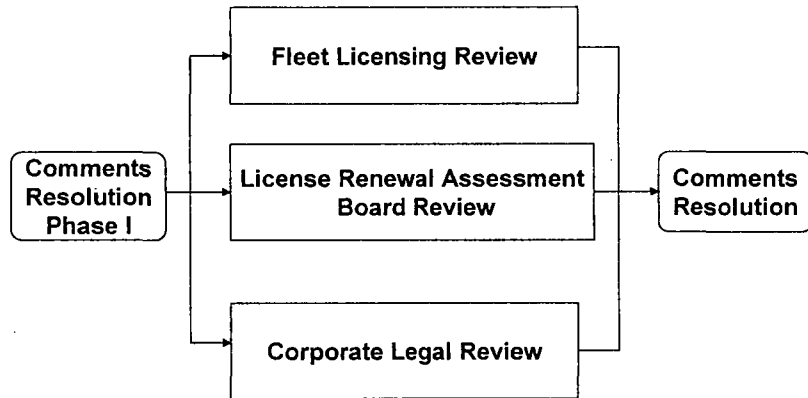 Fleet Licensing Review
Comments
Resolution
Phase I
License Renewal Assessment
Board Review
Comments
Resolution
Corporate Legal Review